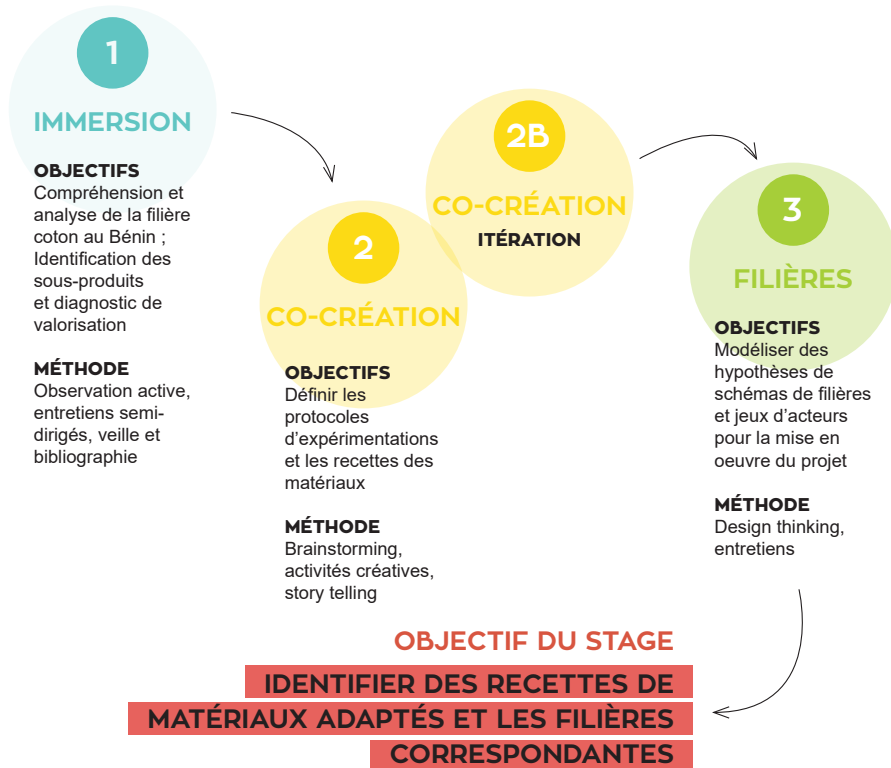 1
IMMERSION
OBJECTIFS
Compréhension et
analyse de la filière
coton au Bénin ;
Identification des
sous-produits
et diagnostic de
valorisation
MÉTHODE
Observation active,
entretiens semi-
dirigés, veille et
bibliographie
2
CO-CRÉATION
OBJECTIFS
Définir les
protocoles
d'expérimentations
et les recettes des
matériaux
MÉTHODE
Brainstorming,
activités créatives,
story telling
2B
CO-CRÉATION
ITÉRATION
3
FILIÈRES
OBJECTIFS
Modéliser des
hypothèses de
schémas de filières
et jeux d'acteurs
pour la mise en
oeuvre du projet
MÉTHODE
Design thinking,
entretiens
OBJECTIF DU STAGE
IDENTIFIER DES RECETTES DE
MATÉRIAUX ADAPTÉS ET LES FILIÈRES
CORRESPONDANTES